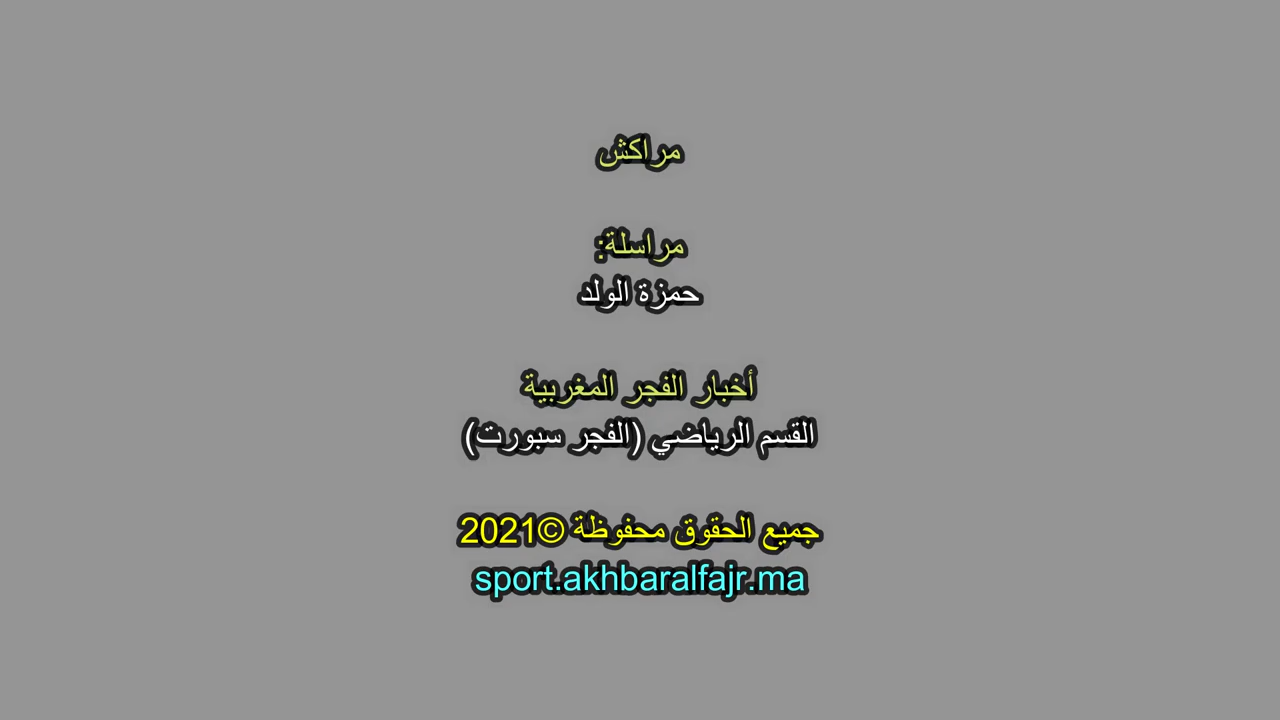 مراكش
مراسلة:
حمزة الولد
أخبار الفجر المغربية
القسم الرياضي (الفجر سبورت)
جميع الحقوق محفوظة ©2021
sport.akhbaralfajr.ma